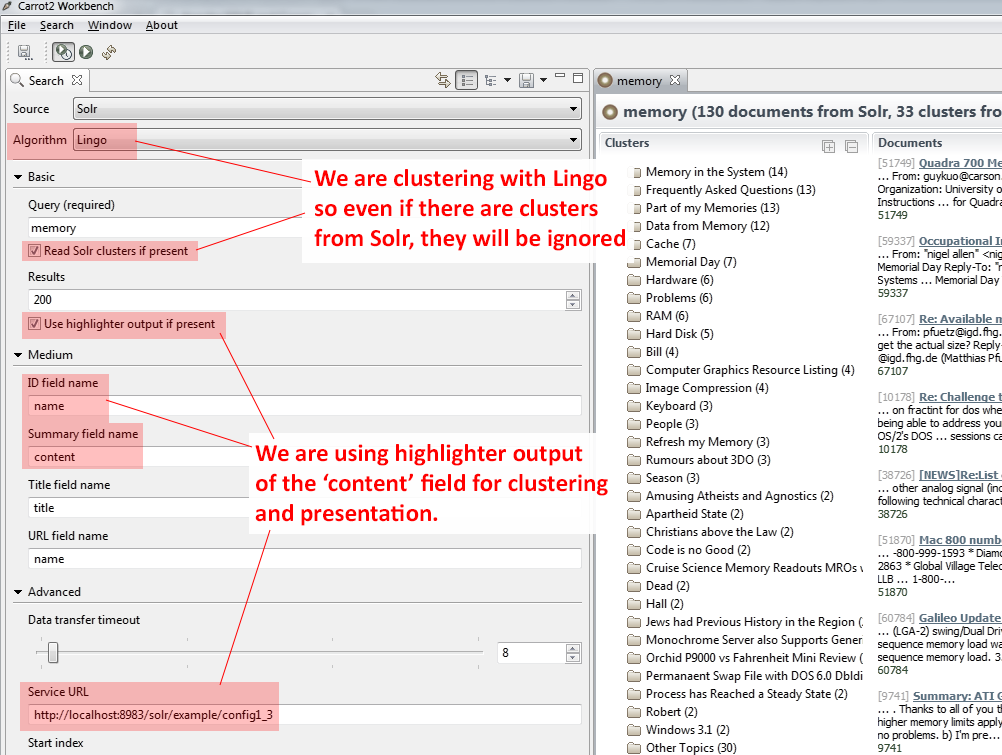 Carrot2 Workbench
File Search Window About
Search
Source Solr
Algorithm Lingo
Basic
Query (required)
memory
Read Solr clusters if present
Results
200
Use highlighter output if present
Medium
ID field name
name
Summary field name
content
Title field name
title
URL field name
name
Advanced
Data transfer timeout
8
Service URL
http://localhost:8983/solr/example/config1_3
Start index
We are clustering with Lingo
so even if there are clusters
from Solr, they will be ignored
We are using highlighter output
of the ‘content’ field for clustering
and presentation.
memory
memory (130 documents from Solr, 33 clusters fro
Clusters
Memory in the System (14)
Frequently Asked Questions (13)
Part of my Memories (13)
Data from Memory (12)
Cache (7)
Memorial Day (7)
Hardware (6)
Problems (6)
RAM (6)
Hard Disk (5)
Bill (4)
Computer Graphics Resource Listing (4)
Image Compression (4)
Keyboard (3)
People (3)
Refresh my Memory (3)
Rumours about 3DO (3)
Season (3)
Amusing Atheists and Agnostics (2)
Apartheid State (2)
Christians above the Law (2)
Code is no Good (2)
Cruise Science Memory Readouts MROs
Dead (2)
Hall (2)
Jews had Previous History in the Region (
Monochrome Server also Supports Gener
Orchid P9000 vs Fahrenheit Mini Review (
Permanaent Swap File with DOS 6.0 Dbldi
Process has Reached a Steady State (2)
Robert (2)
Windows 3.1 (2)
Other Topics (30)
Documents
[51749] Quadra 700 Me
... From: guykuo@carson.
Organization: University o
Instructions ... for Quadra
51749
[59337] Occupational I
... From: "nigel allen" <nig
Memorial Day Reply-To: "n
Systems ... Memorial Day
59337
[67107] Re: Available m
... From: pfuetz@igd.fhg.
get the actual size? Reply-
@igd.fhg.de (Matthias Pfu
67107
[10178] Re: Challenge t
... on fractint for dos whe
being able to address you
OS/2's DOS ... sessions ca
10178
[38726] [NEWS]Re:List
... other analog signal (inc
following technical charact
38726
[51870] Mac 800 numb
... -800-999-1593 * Diamo
2863 * Global Village Telec
LLB ... 1-800-...
51870
[60784] Galileo Update
... (LGA-2) swing/Dual Dri
sequence memory load wa
sequence memory load. 3.
60784
[9741] Summary: ATI G
... . Thanks to all of you th
higher memory limits apply
no problems. b) I'm pre...
9741